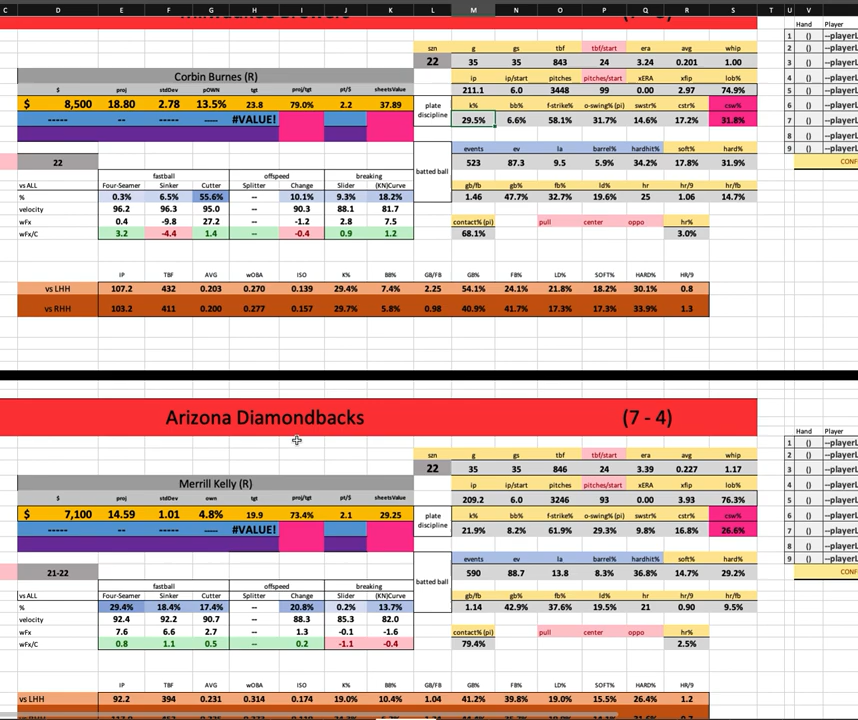 C D E F G H I J K L M N O P Q R S T U V E
Milwaukee Brewers (7 - 3)
Hand Player
szn g gs tbf tbf/start era avg whip
22 35 35 843 24 3.24 0.201 1.00
Corbin Burnes (R)
ip ip/start pitches pitches/start xERA xfip lob%
$ proj stdDev pOWN tgt proj/tgt pt/$ sheetsValue
211.1 6.0 3448 98 0.00 2.97 74.9%
$ 8,500 18.80 2.78 13.5% 23.8 79.0% 2.2 37.89
plate discipline
k% bb% f-strike% o-swing% (pi) swstr% cstr% csw%
----- -- -- ---- #VALUE!
29.5% 6.6% 58.1% 31.7% 14.6% 17.2% 31.8%
1 () --playerL
2 () --playerL
3 () --playerL
4 () --playerL
5 () --playerL
6 () --playerL
7 () --playerL
8 () --playerL
9 () --playerL
CONF
batted ball
events ev la barrel% hardhit% soft% hard%
22
523 87.3 9.5 5.9% 34.2% 17.8% 31.9%
fastball offspeed breaking
vs ALL Four-Seamer Sinker Cutter Splitter Change Slider (KN)Curve
gb/fb gb% fb% ld% hr hr/9 hr/fb
% 0.3% 6.5% 55.6% -- 10.1% 9.3% 18.2%
1.46 47.7% 32.7% 19.6% 25 1.06 14.7%
velocity 96.2 96.3 95.0 -- 90.3 88.1 81.7
wFx 0.4 -9.8 27.2 -- -1.2 2.8 7.5
contact% (pi) pull center oppo hr%
wFx/C 3.2 -4.4 1.4 -- -0.4 0.9 1.2
68.1% 3.0%
IP TBF AVG wOBA ISO K% BB% GB/FB GB% FB% LD% SOFT% HARD% HR/9
vs LHH 107.2 432 0.203 0.270 0.139 29.4% 7.4% 2.25 54.1% 24.1% 21.8% 18.2% 30.1% 0.8
vs RHH 103.2 411 0.200 0.277 0.157 29.7% 5.8% 0.98 40.9% 41.7% 17.3% 17.3% 33.9% 1.3
Arizona Diamondbacks (7 - 4)
Hand Player
szn g gs tbf tbf/start era avg whip
22 35 35 846 24 3.39 0.227 1.17
Merrill Kelly (R)
ip ip/start pitches pitches/start xERA xfip lob%
$ proj stdDev own tgt proj/tgt pt/$ sheetsValue
209.2 6.0 3246 93 0.00 3.93 76.3%
$ 7,100 14.59 1.01 4.8% 19.9 73.4% 2.1 29.25
plate discipline
k% bb% f-strike% o-swing% (pi) swstr% cstr% csw%
----- -- -- ---- #VALUE!
21.9% 8.2% 61.9% 29.3% 9.8% 16.8% 26.6%
1 () --playerL
2 () --playerL
3 () --playerL
4 () --playerL
5 () --playerL
6 () --playerL
7 () --playerL
8 () --playerL
9 () --playerL
CONF
batted ball
events ev la barrel% hardhit% soft% hard%
21-22
590 88.7 13.8 8.3% 36.8% 14.7% 29.2%
fastball offspeed breaking
vs ALL Four-Seamer Sinker Cutter Splitter Change Slider (KN)Curve
gb/fb gb% fb% ld% hr hr/9 hr/fb
% 29.4% 18.4% 17.4% -- 20.8% 0.2% 13.7%
1.14 42.9% 37.6% 19.5% 21 0.90 9.5%
velocity 92.4 92.2 90.7 -- 88.3 85.3 82.0
wFx 7.6 6.6 2.7 -- 1.3 -0.1 -1.6
contact% (pi) pull center oppo hr%
wFx/C 0.8 1.1 0.5 -- 0.2 -1.1 -0.4
79.4% 2.5%
IP TBF AVG wOBA ISO K% BB% GB/FB GB% FB% LD% SOFT% HARD% HR/9
vs LHH 92.2 394 0.231 0.314 0.174 19.0% 10.4% 1.04 41.2% 39.8% 19.0% 15.5% 26.4% 1.2